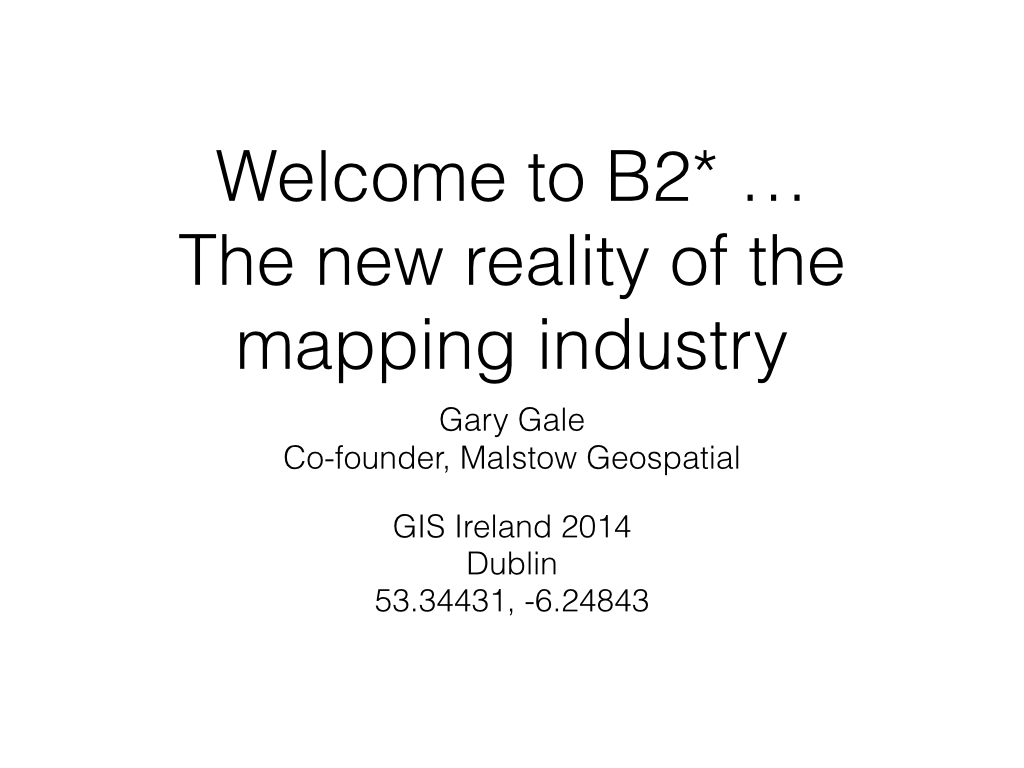 Welcome to B2* …
The new reality of the
mapping industry
Gary Gale
Co-founder, Malstow Geospatial
GIS Ireland 2014
Dublin
53.34431, -6.24843